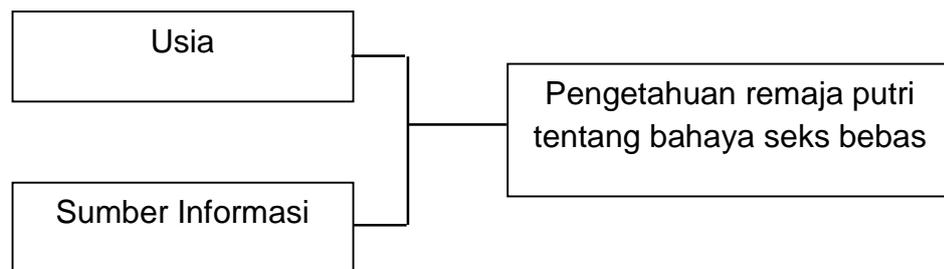 Usia
Pengetahuan remaja putri
tentang bahaya seks bebas
Sumber Informasi